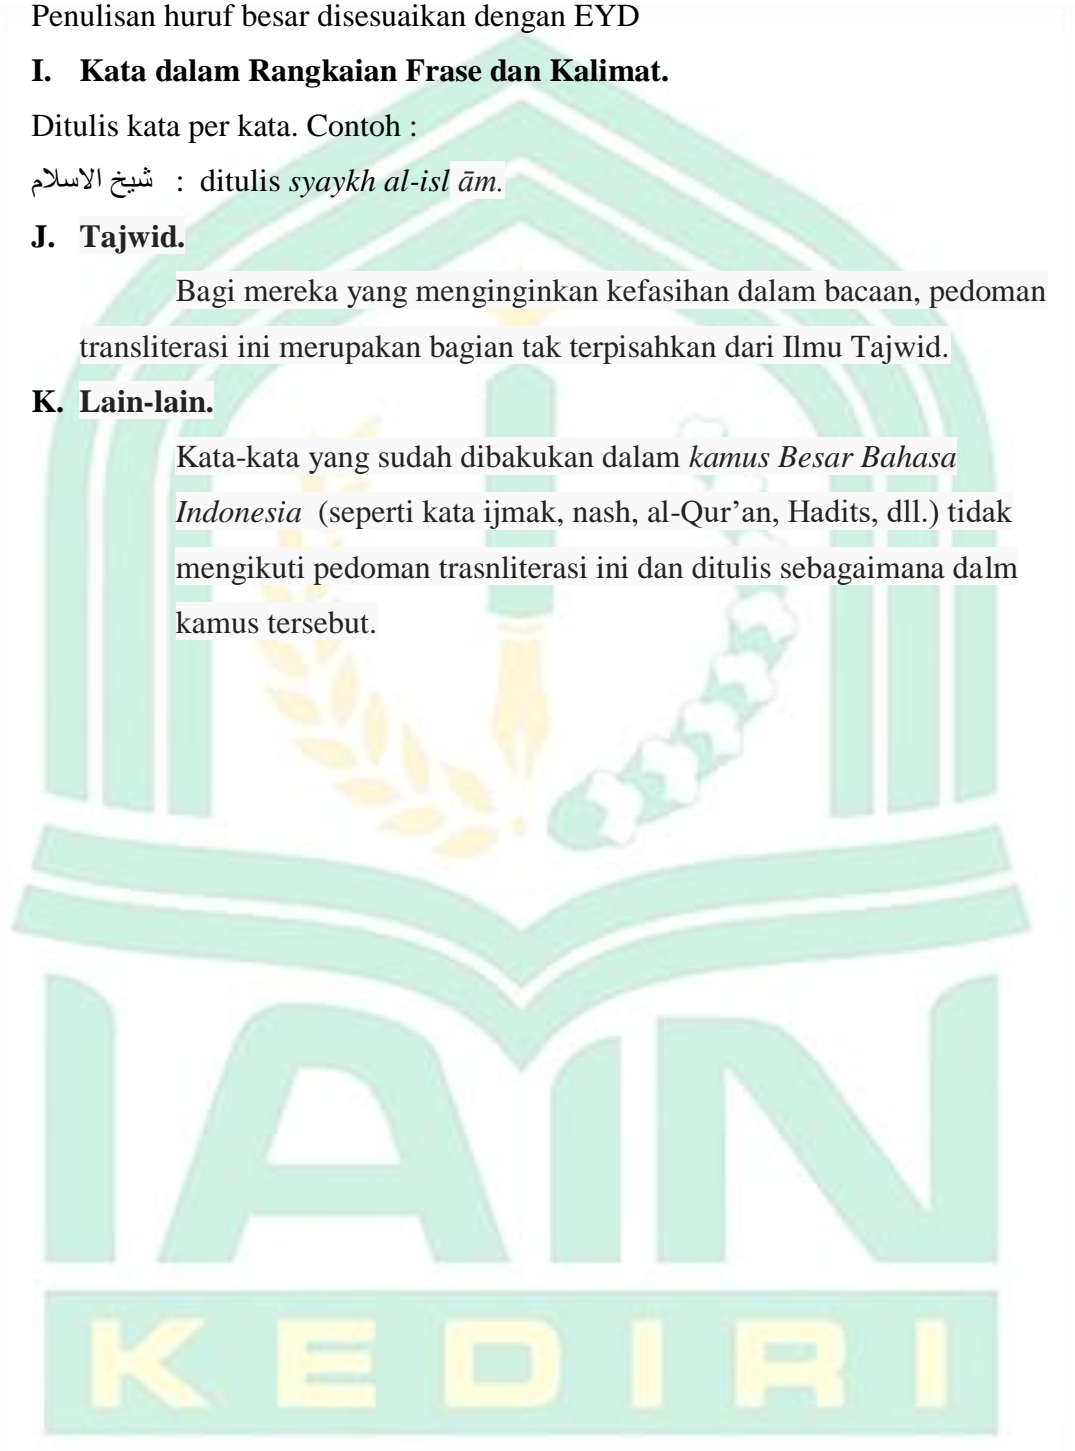 Penulisan huruf besar disesuaikan dengan EYD
I. Kata dalam Rangkaian Frase dan Kalimat.
Ditulis kata per kata. Contoh :
شيخ الاسلام : ditulis syaykh al-isl ām.
J. Tajwid.
Bagi mereka yang menginginkan kefasihan dalam bacaan, pedoman
transliterasi ini merupakan bagian tak terpisahkan dari Ilmu Tajwid.
K. Lain-lain.
Kata-kata yang sudah dibakukan dalam kamus Besar Bahasa
Indonesia (seperti kata ijmak, nash, al-Qur’an, Hadits, dll.) tidak
mengikuti pedoman trasnliterasi ini dan ditulis sebagaimana dalm
kamus tersebut.
IAIN
KEDIRI